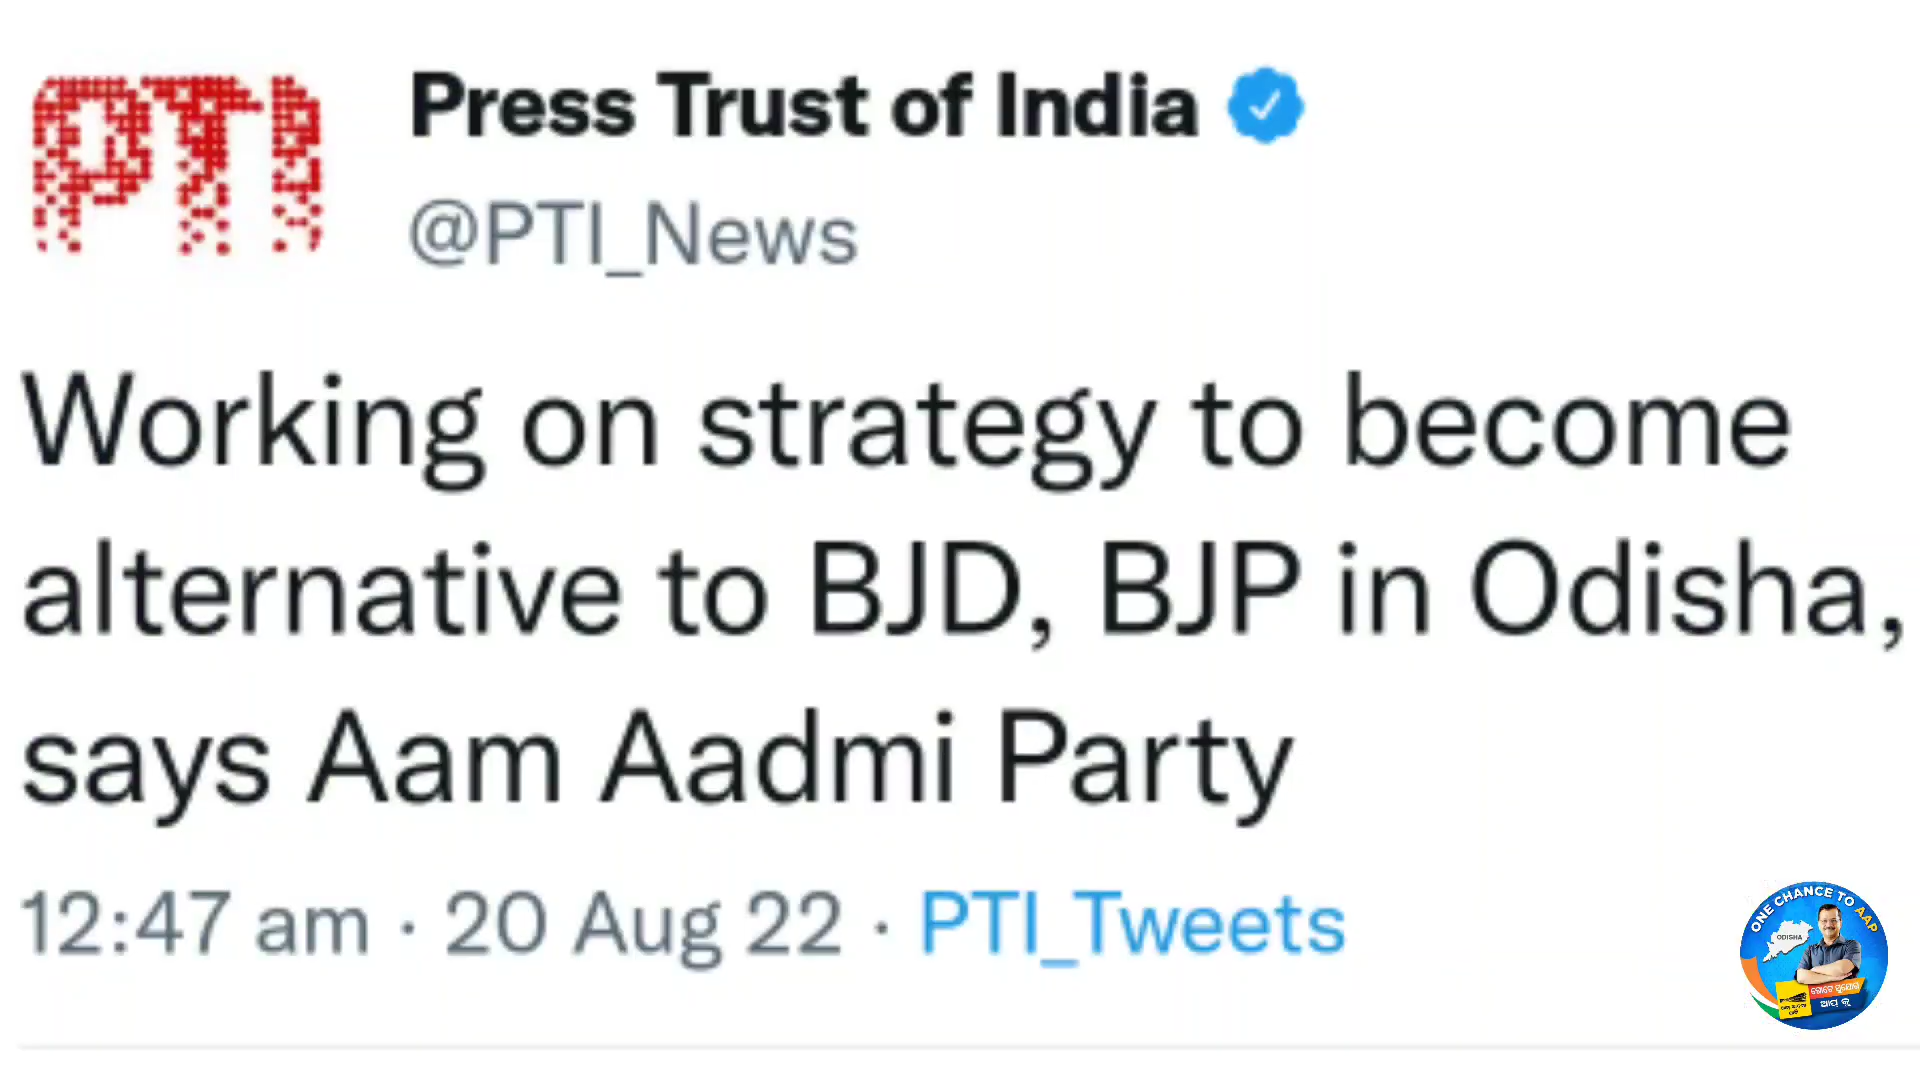 PTI
Press Trust of India
@PTI_News
Working on strategy to become
alternative to BJD, BJP in Odisha,
says Aam Aadmi Party
12:47 am · 20 Aug 22 · PTI_Tweets
ONE CHANCE TO AAP
ODISHA
ଗୋଟେ ସୁଯୋଗ
ଆପ୍ କୁ